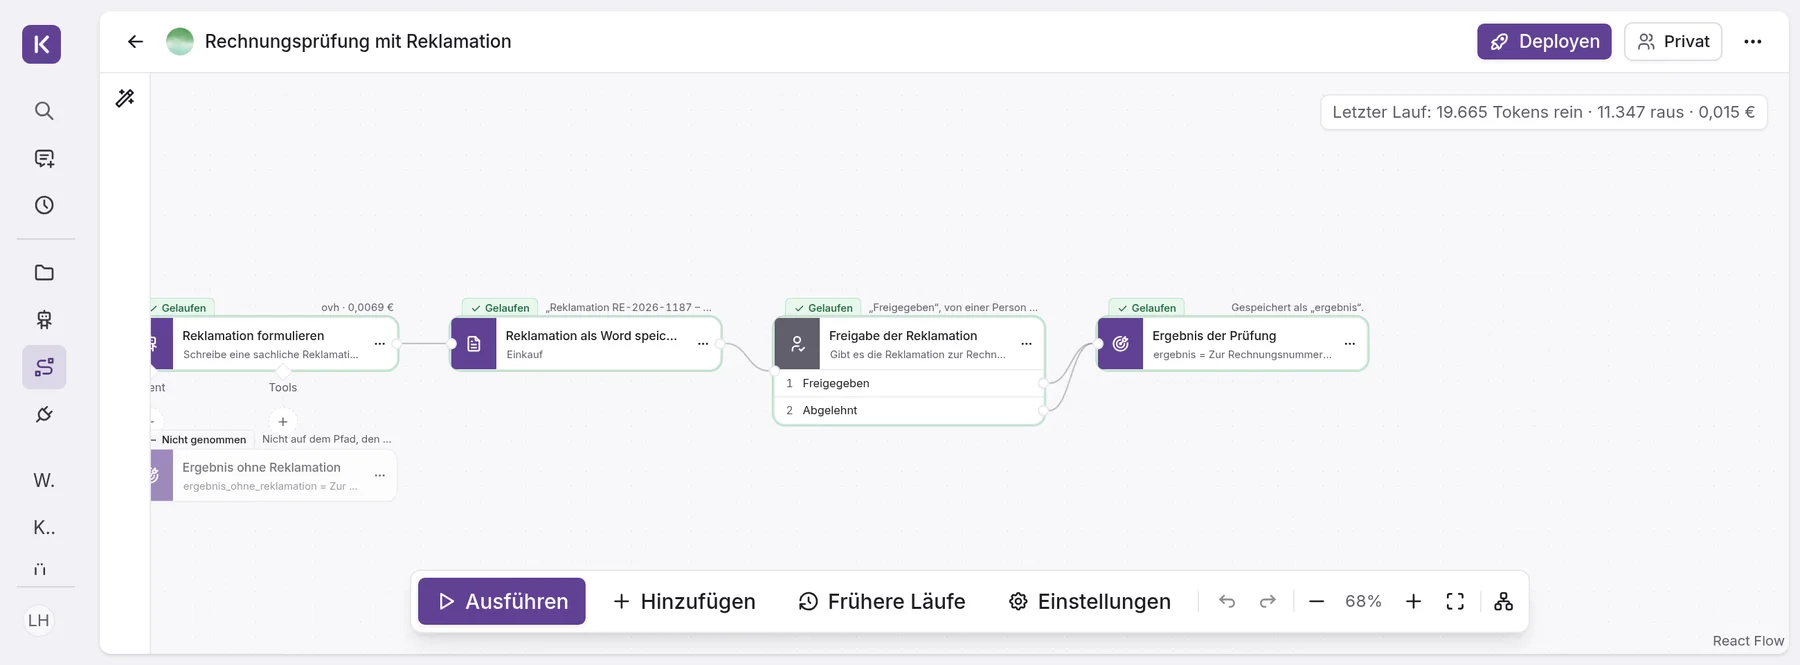 Rechnungsprüfung mit Reklamation
Deployen
Privat
Letzter Lauf: 19.665 Tokens rein · 11.347 raus · 0,015 €
Gelaufen
ovh · 0,0069 €
Reklamation formulieren
Schreibe eine sachliche Reklamati...
ent
Tools
Nicht genommen
Nicht auf dem Pfad, den ...
Ergebnis ohne Reklamation
ergebnis_ohne_reklamation = Zur ...
Gelaufen
„Reklamation RE-2026-1187 – ...
Reklamation als Word speic...
Einkauf
Gelaufen
„Freigegeben“, von einer Person ...
Freigabe der Reklamation
Gibt es die Reklamation zur Rechn...
1 Freigegeben
2 Abgelehnt
Gelaufen
Gespeichert als „ergebnis“.
Ergebnis der Prüfung
ergebnis = Zur Rechnungsnummer...
W.
K..
LH
Ausführen
Hinzufügen
Frühere Läufe
Einstellungen
68%
React Flow